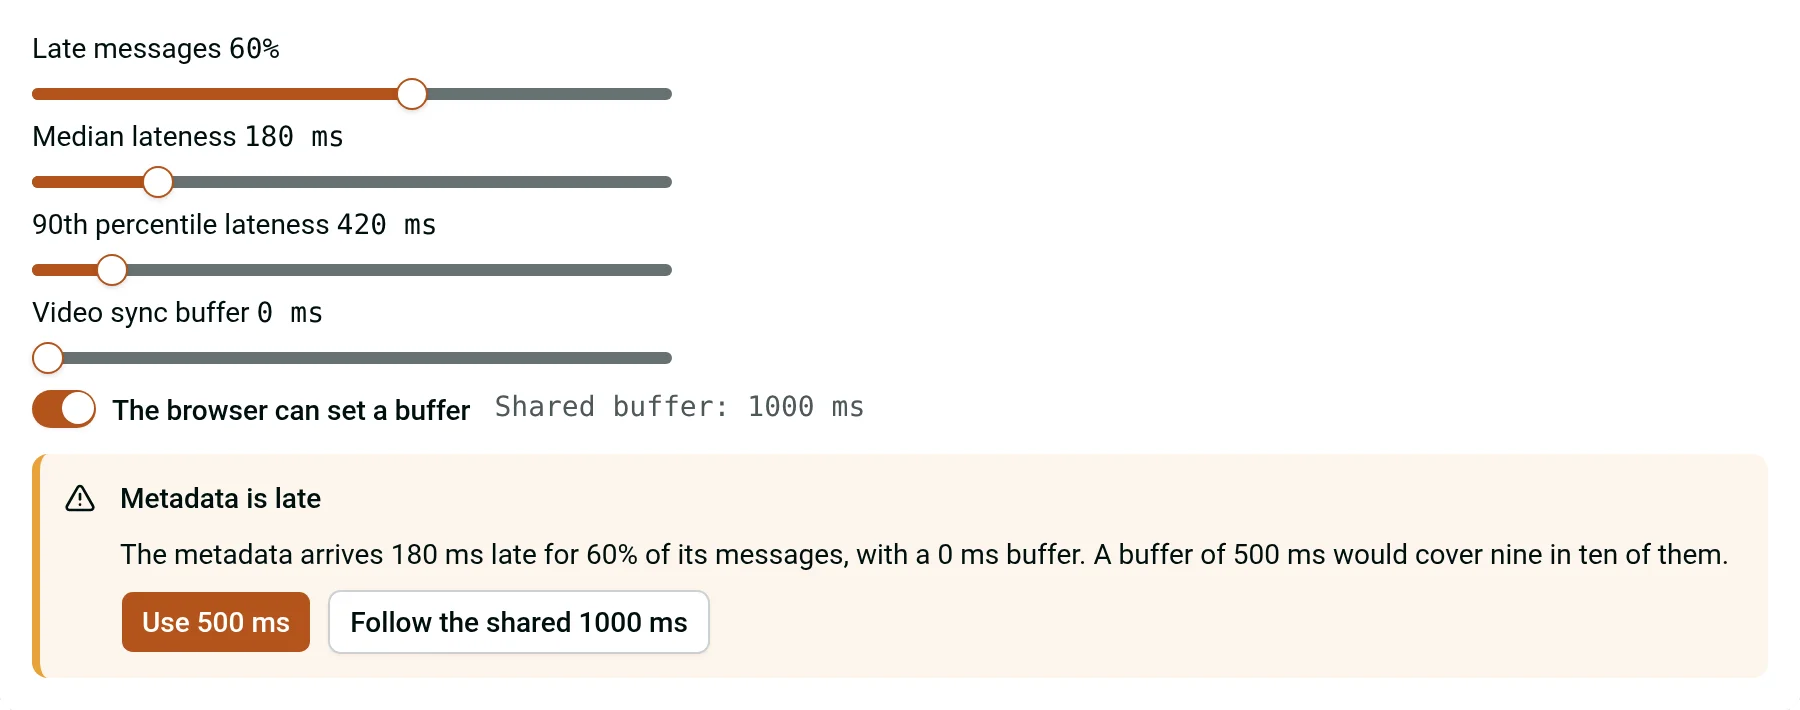 Late messages 60%
Median lateness 180 ms
90th percentile lateness 420 ms
Video sync buffer 0 ms
The browser can set a buffer Shared buffer: 1000 ms
Metadata is late
The metadata arrives 180 ms late for 60% of its messages, with a 0 ms buffer. A buffer of 500 ms would cover nine in ten of them.
Use 500 ms Follow the shared 1000 ms